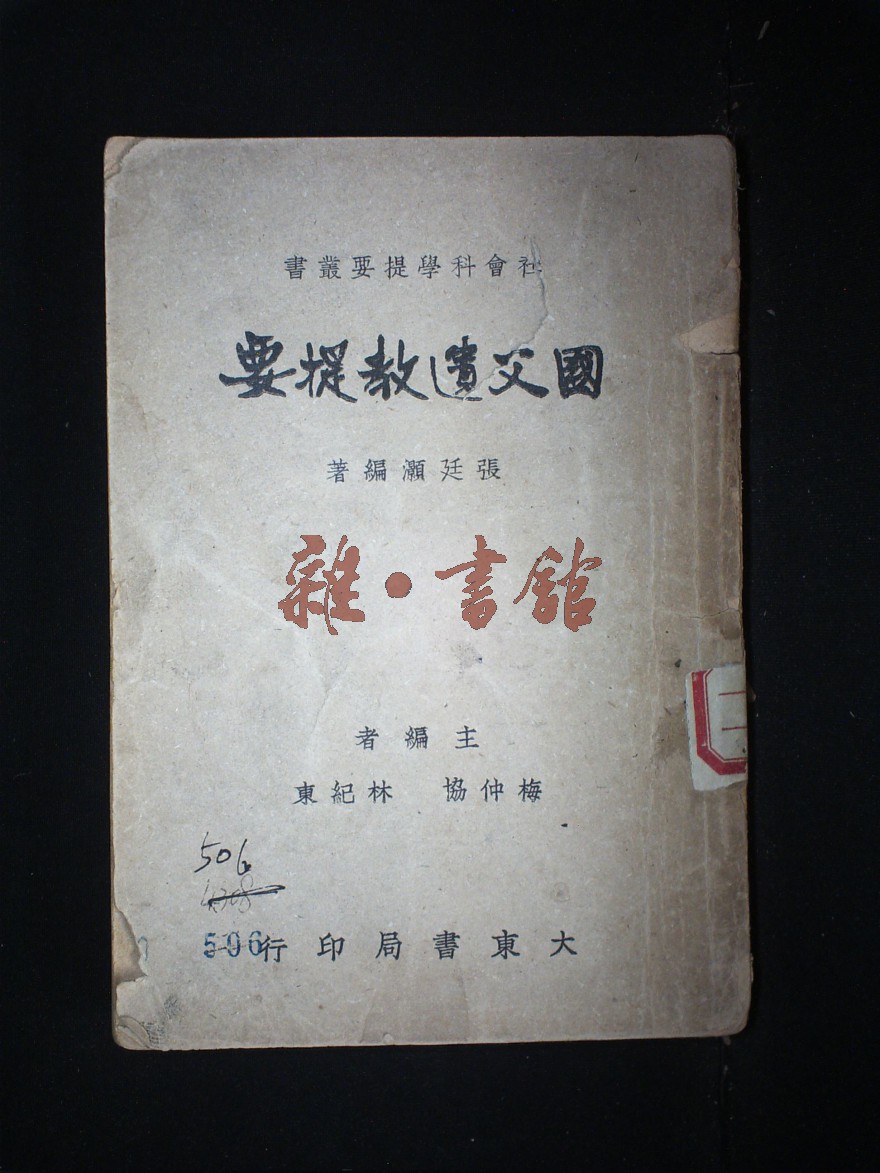 社會科學提要叢書
國父遺教提要
張廷灝編著
雜·書館
主編者
梅仲協 林紀東
506
大東書局印行
506